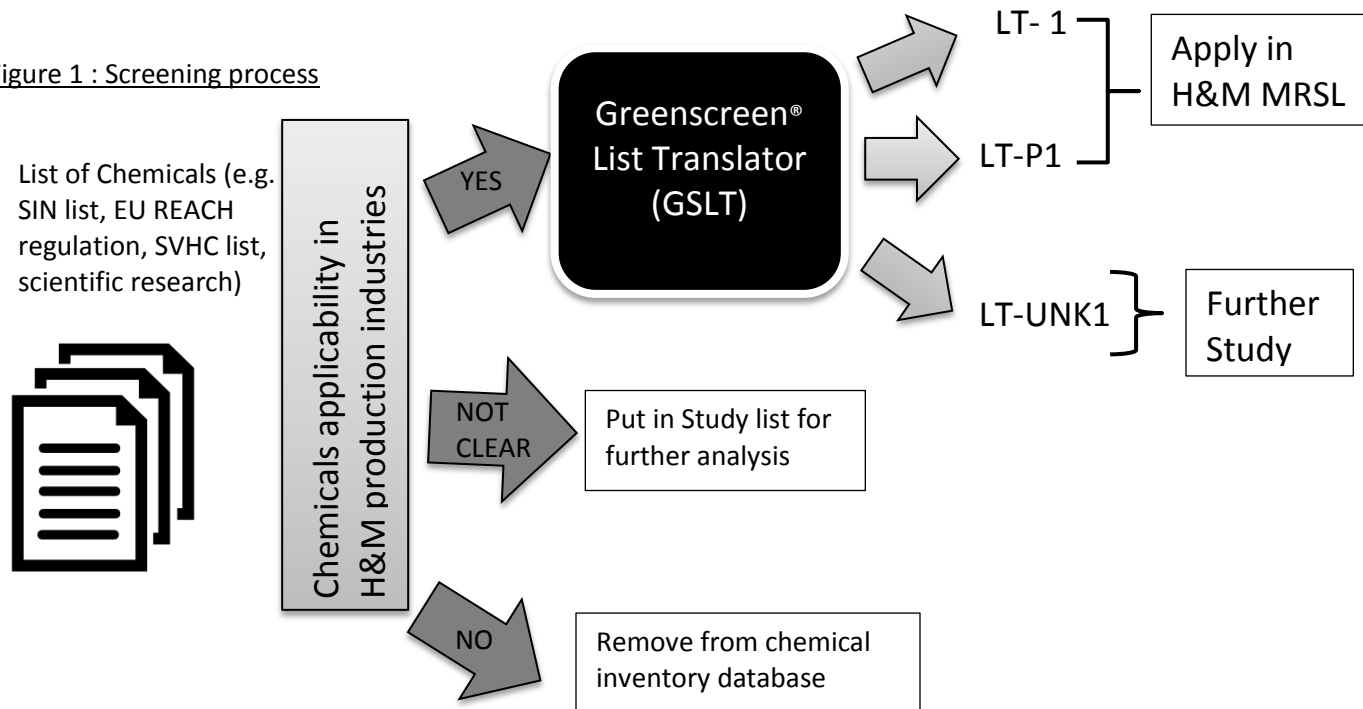 igure 1 : Screening process
List of Chemicals (e.g.
SIN list, EU REACH
regulation, SVHC list,
scientific research)
Chemicals applicability in
H&M production industries
YES
Greenscreen®
List Translator
(GSLT)
LT- 1
LT-P1
Apply in
H&M MRSL
LT-UNK1
Further
Study
NOT
CLEAR
Put in Study list for
further analysis
NO
Remove from chemical
inventory database